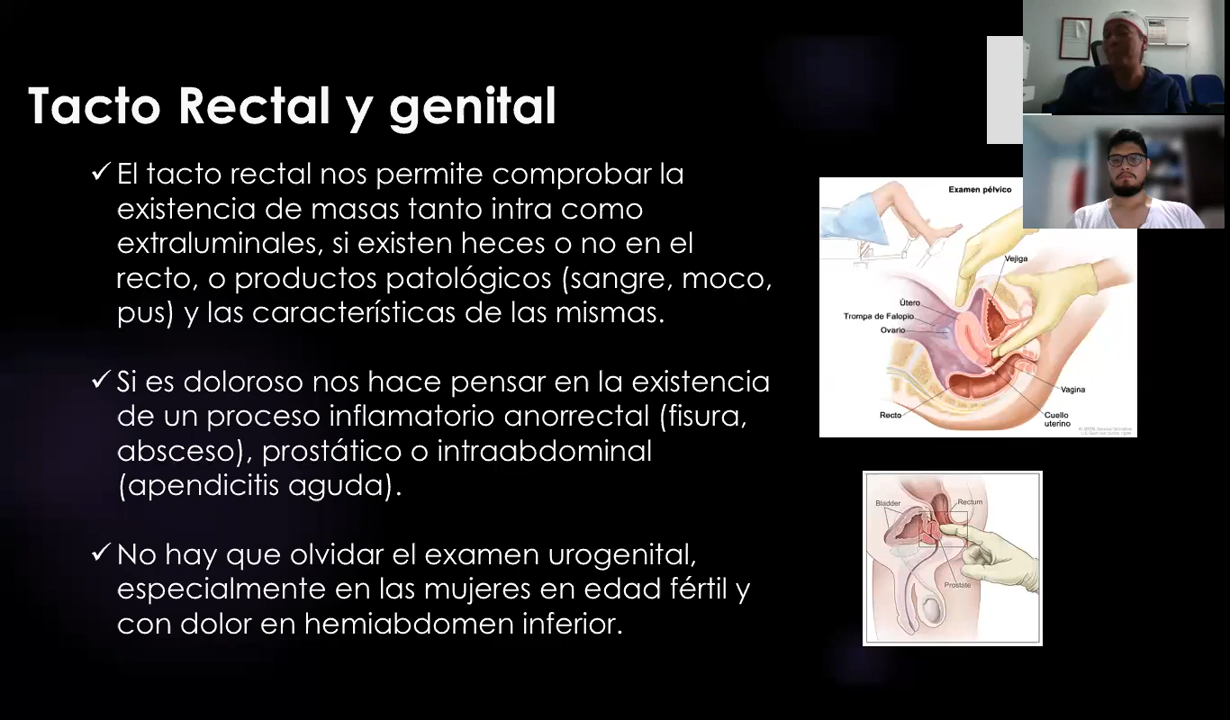 Tacto Rectal y genital
✓ El tacto rectal nos permite comprobar la
existencia de masas tanto intra como
extraluminales, si existen heces o no en el
recto, o productos patológicos (sangre, moco,
pus) y las características de las mismas.
✓ Si es doloroso nos hace pensar en la existencia
de un proceso inflamatorio anorrectal (fisura,
absceso), prostático o intraabdominal
(apendicitis aguda).
✓ No hay que olvidar el examen urogenital,
especialmente en las mujeres en edad fértil y
con dolor en hemiabdomen inferior.
Examen pélvico
Vejiga
Útero
Trompa de Falopio
Ovario
Vagina
Recto
Cuello
uterino
Bladder
Rectum
Prostate